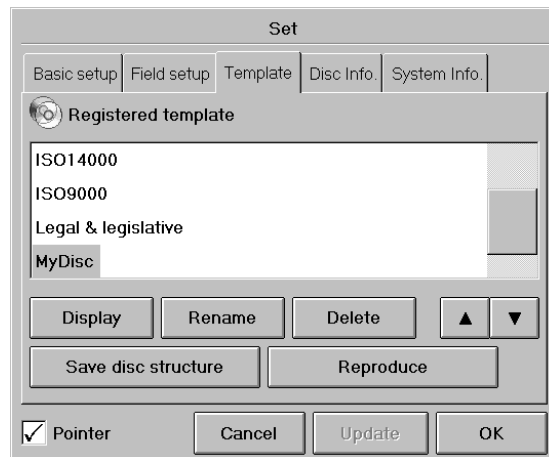 Set
Basic setup Field setup Template Disc Info. System Info.
Registered template
ISO14000
ISO9000
Legal & legislative
MyDisc
Display Rename Delete ▲ ▼
Save disc structure Reproduce
Pointer Cancel Update OK